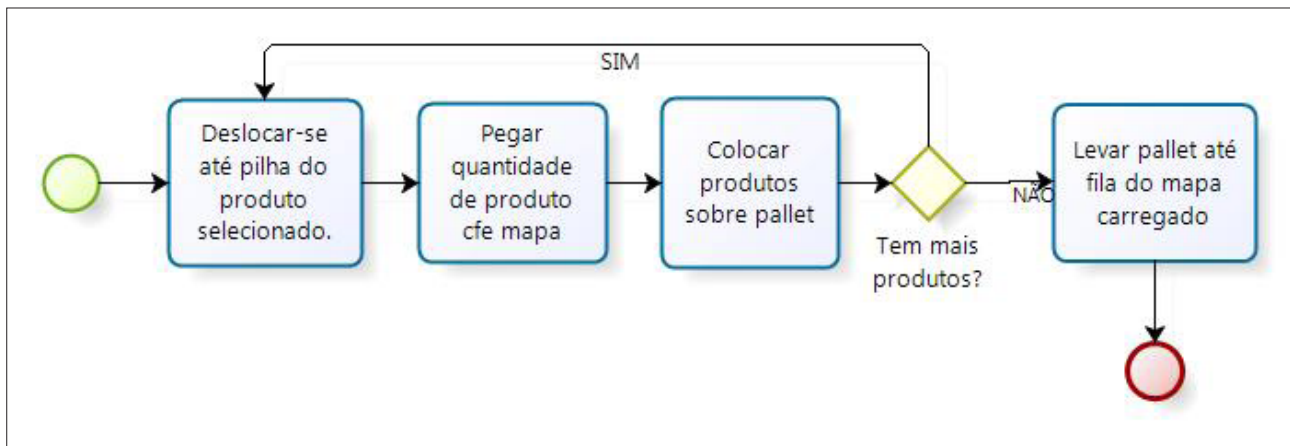 SIM
Deslocar-se
até pilha do
produto
selecionado.
Pegar
quantidade
de produto
cfe mapa
Colocar
produtos
sobre pallet
Tem mais
produtos?
NÃO
Levar pallet até
fila do mapa
carregado